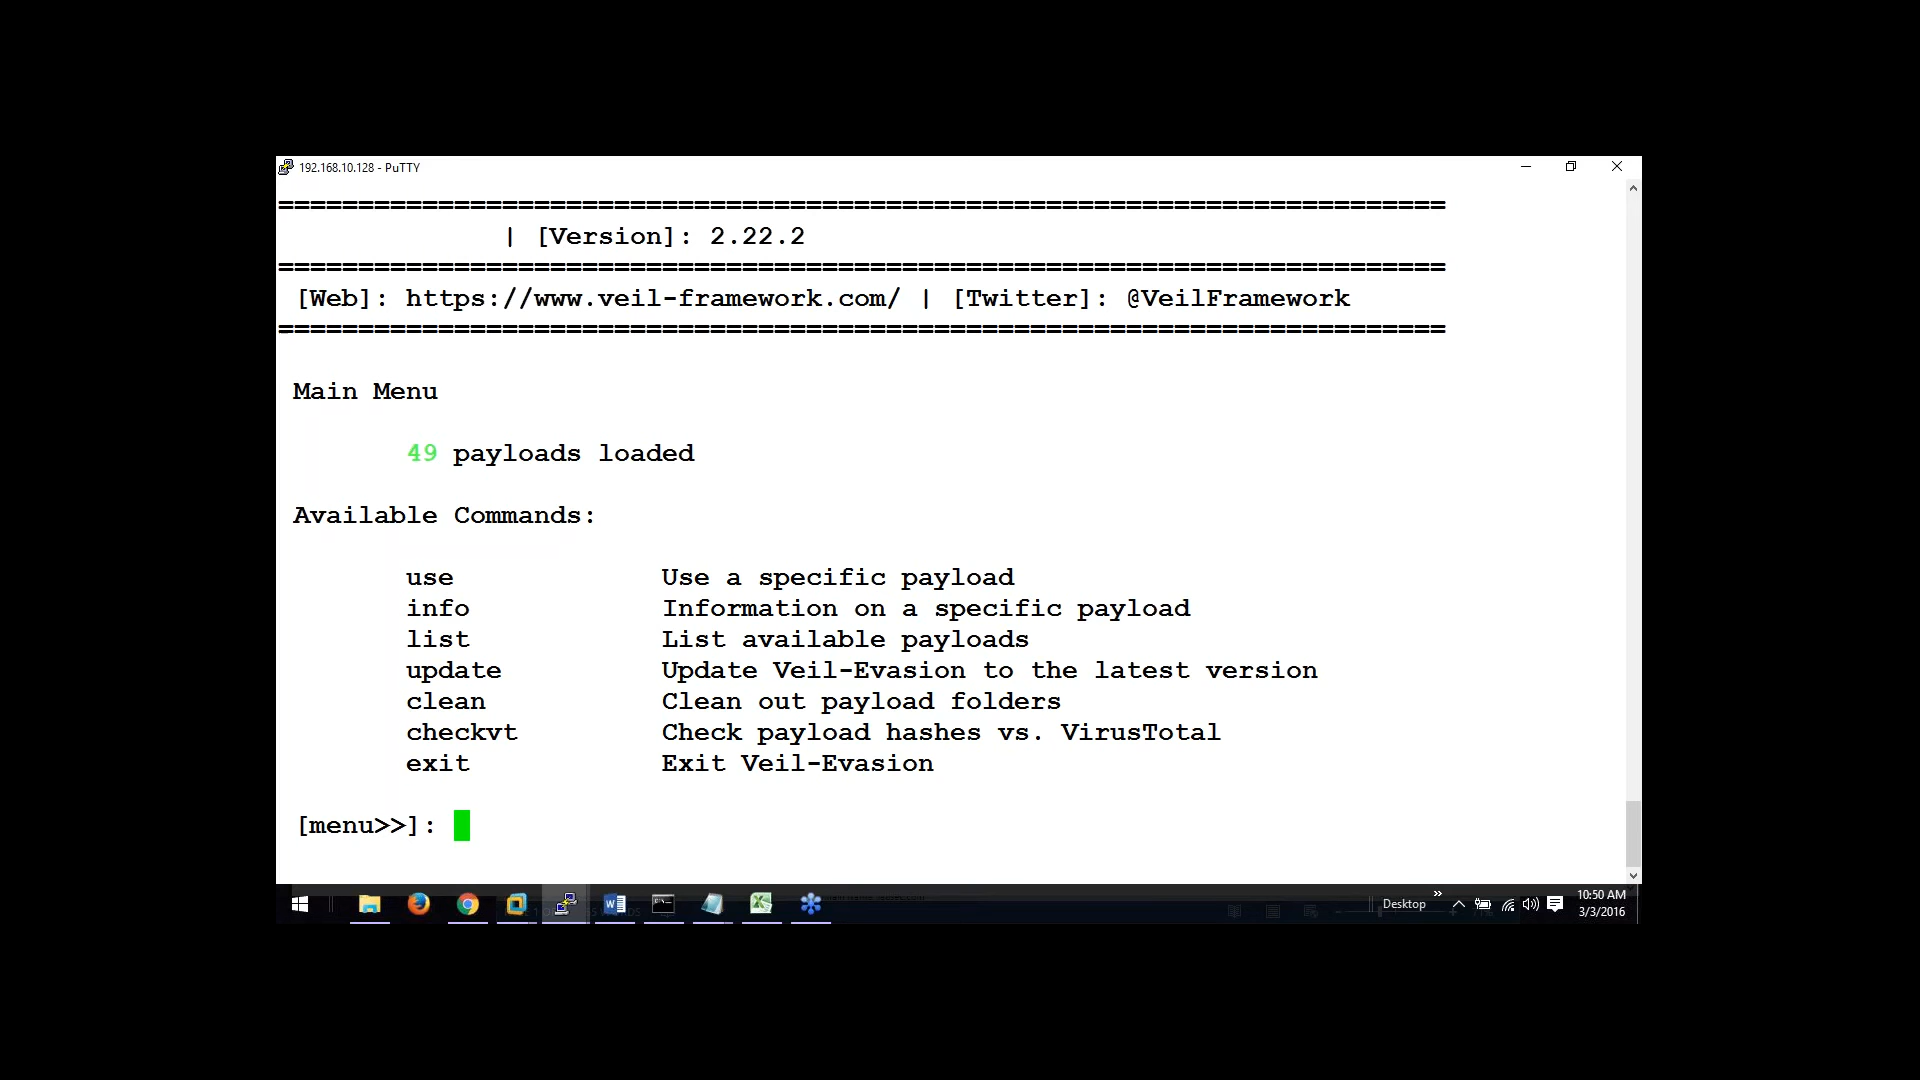 192.168.10.128 - PuTTY
=========================================================================
| [Version]: 2.22.2
=========================================================================
[Web]: https://www.veil-framework.com/ | [Twitter]: @VeilFramework
=========================================================================
Main Menu
49 payloads loaded
Available Commands:
use Use a specific payload
info Information on a specific payload
list List available payloads
update Update Veil-Evasion to the latest version
clean Clean out payload folders
checkvt Check payload hashes vs. VirusTotal
exit Exit Veil-Evasion
[menu>>]:
Desktop
10:50 AM
3/3/2016